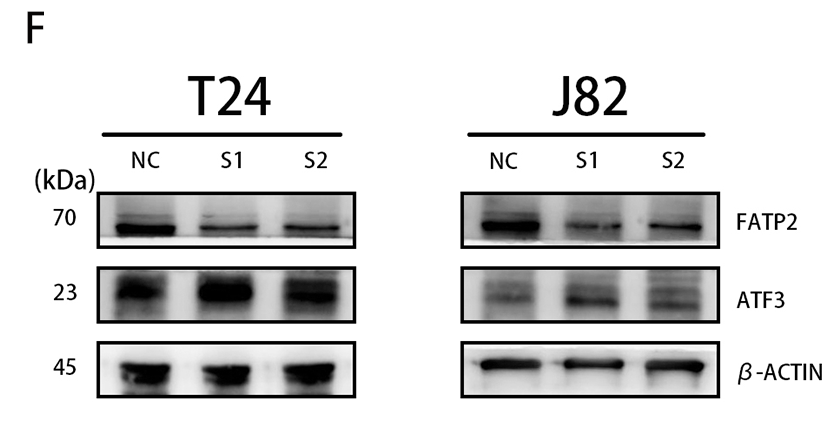 F
T24 J82
NC S1 S2 NC S1 S2
(kDa)
70 FATP2
23 ATF3
45 β-ACTIN